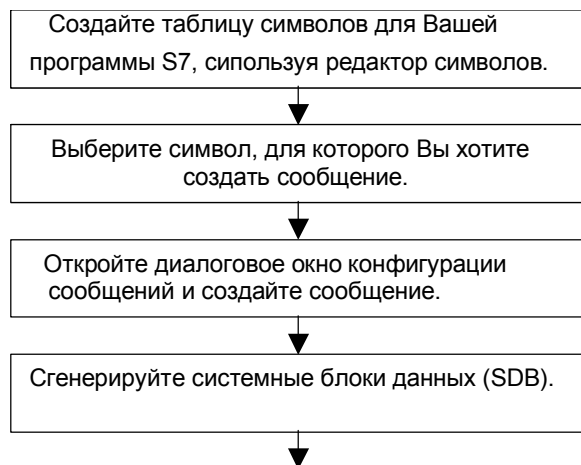 Создайте таблицу символов для Вашей
программы S7, сипользуя редактор символов.
Выберите символ, для которого Вы хотите
создать сообщение.
Откройте диалоговое окно конфигурации
сообщений и создайте сообщение.
Сгенерируйте системные блоки данных (SDB).